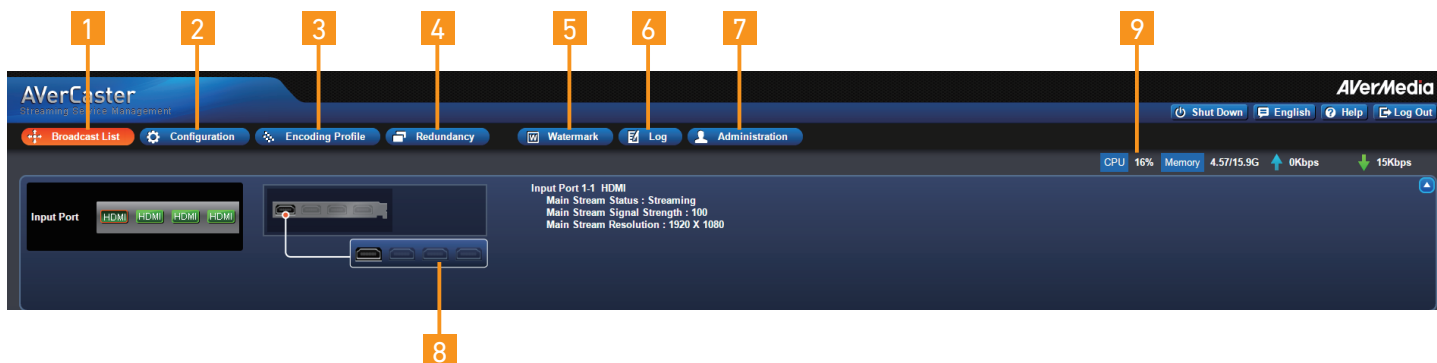 1 2 3 4 5 6 7 9
AVerCaster
Streaming Service Management
AVerMedia
Shut Down English Help Log Out
Broadcast List Configuration Encoding Profile Redundancy Watermark Log Administration
CPU 16% Memory 4.57/15.9G 0Kbps 15Kbps
Input Port HDMI HDMI HDMI HDMI
Input Port 1-1 HDMI
Main Stream Status : Streaming
Main Stream Signal Strength : 100
Main Stream Resolution : 1920 X 1080
8